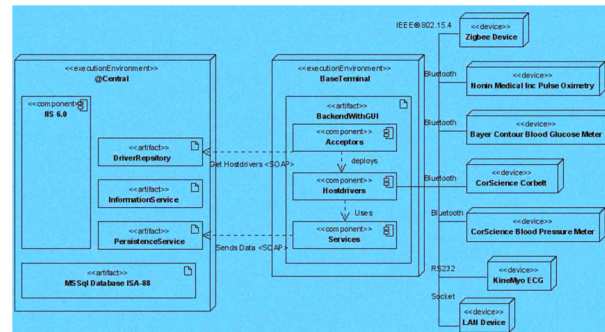 <<executionEnvironment>>
@Central
<<component>>
IIS 6.0
<<artifact>>
DriverRepsitory
<<artifact>>
InformationService
<<artifact>>
PersistenceService
<<artifact>>
MSSql Database ISA-88
Get Hostdrivers <SOAP>
Sends Data <SOAP>
<<executionEnvironment>>
BaseTerminal
<<artifact>>
BackendWithGUI
<<component>>
Acceptors
deploys
<<component>>
Hostdrivers
Uses
<<component>>
Services
IEEE®802.15.4
<<device>>
Zigbee Device
Bluetooth
<<device>>
Nonin Medical Inc Pulse Oximetry
Bluetooth
<<device>>
Bayer Contour Blood Glucose Meter
Bluetooth
<<device>>
CorScience Corbelt
Bluetooth
<<device>>
CorScience Blood Pressure Meter
RS232
<<device>>
KineMyo ECG
Socket
<<device>>
LAN Device